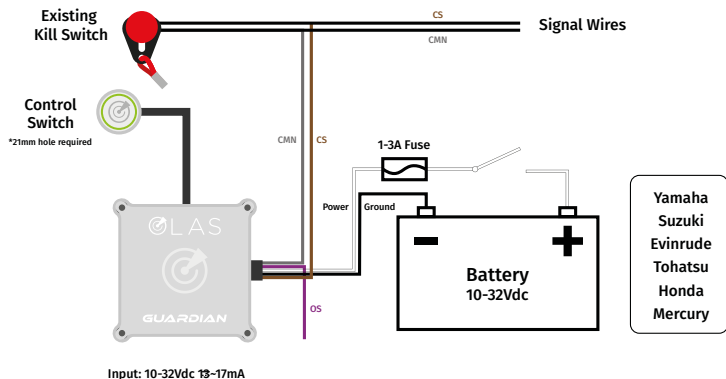 Existing
Kill Switch
CS
CMN
Signal Wires
Control
Switch
*21mm hole required
CMN
CS
1-3A Fuse
Power
Ground
OLAS
GUARDIAN
OS
Battery
10-32Vdc
Yamaha
Suzuki
Evinrude
Tohatsu
Honda
Mercury
Input: 10-32Vdc
~17mA